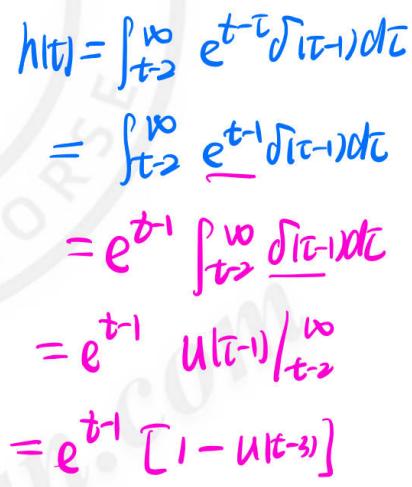 h(t) = ∫_{t-2}^{∞} e^{t-τ} δ(τ-1) dτ
= ∫_{t-2}^{∞} e^{t-1} δ(τ-1) dτ
= e^{t-1} ∫_{t-2}^{∞} δ(τ-1) dτ
= e^{t-1} u(τ-1) |_{t-2}^{∞}
= e^{t-1} [1 - u(t-3)]